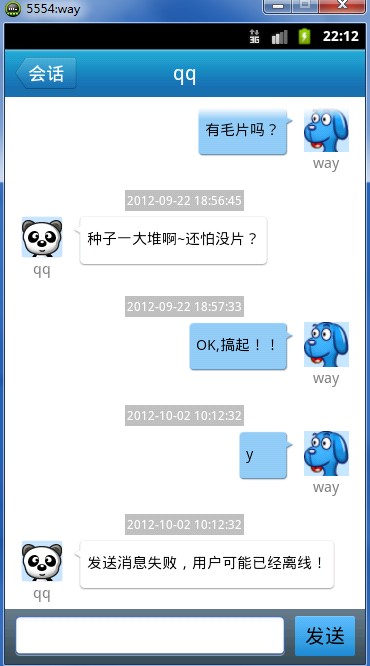 5554:way
3G
22:12
会话
qq
有毛片吗？
way
2012-09-22 18:56:45
种子一大堆啊~还怕没片？
qq
2012-09-22 18:57:33
OK,搞起！！
way
2012-10-02 10:12:32
y
way
2012-10-02 10:12:32
发送消息失败，用户可能已经离线！
qq
发送